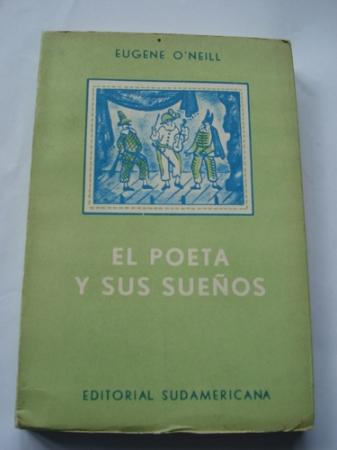 EUGENE O'NEILL
EL POETA
Y SUS SUEÑOS
EDITORIAL SUDAMERICANA